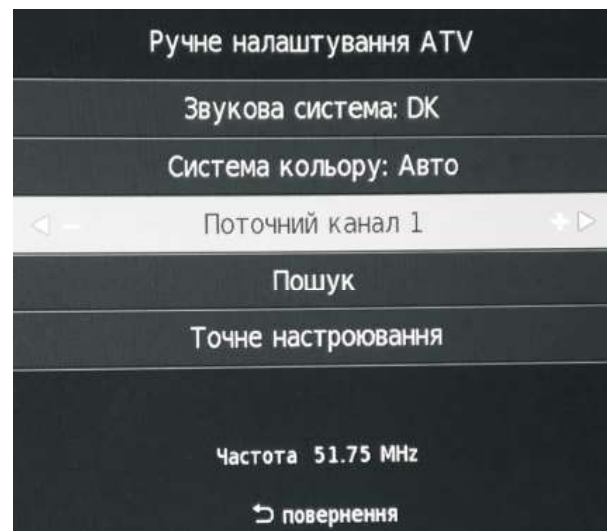 Ручне налаштування ATV
Звукова система: DK
Система кольору: Авто
Поточний канал 1
Пошук
Точне настроювання
Частота 51.75 MHz
повернення